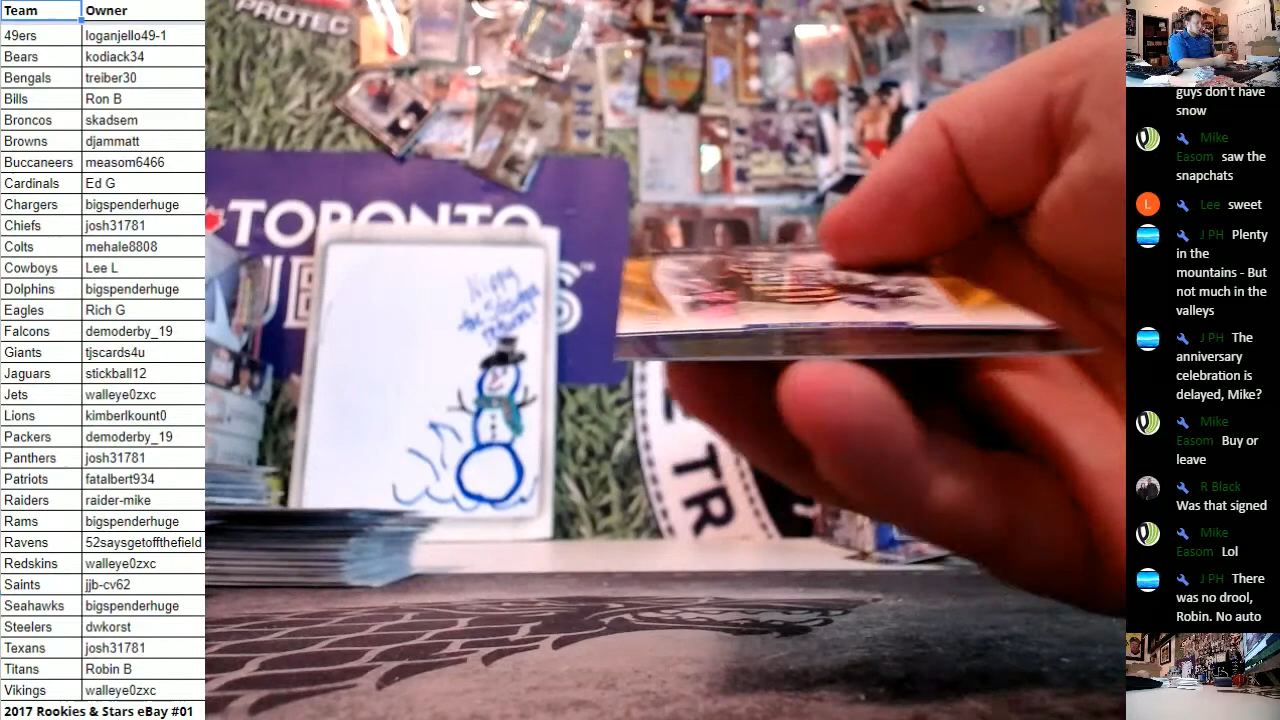 Team Owner
49ers loganjello49-1
Bears kodiack34
Bengals treiber30
Bills Ron B
Broncos skadsem
Browns djammatt
Buccaneers measom6466
Cardinals Ed G
Chargers bigspenderhuge
Chiefs josh31781
Colts mehale8808
Cowboys Lee L
Dolphins bigspenderhuge
Eagles Rich G
Falcons demoderby_19
Giants tjscards4u
Jaguars stickball12
Jets walleye0zxc
Lions kimberlkount0
Packers demoderby_19
Panthers josh31781
Patriots fatalbert934
Raiders raider-mike
Rams bigspenderhuge
Ravens 52saysgetoffthefield
Redskins walleye0zxc
Saints jjb-cv62
Seahawks bigspenderhuge
Steelers dwkorst
Texans josh31781
Titans Robin B
Vikings walleye0zxc
2017 Rookies & Stars eBay #01
PROTEC
TORONTO
S™
Nippy
the
E TR
guys don't have
snow
Mike
Easom saw the
snapchats
L Lee sweet
J PH Plenty
in the
mountains - But
not much in the
valleys
J PH The
anniversary
celebration is
delayed, Mike?
Mike
Easom Buy or
leave
R Black
Was that signed
Mike
Easom Lol
J PH There
was no drool,
Robin. No auto